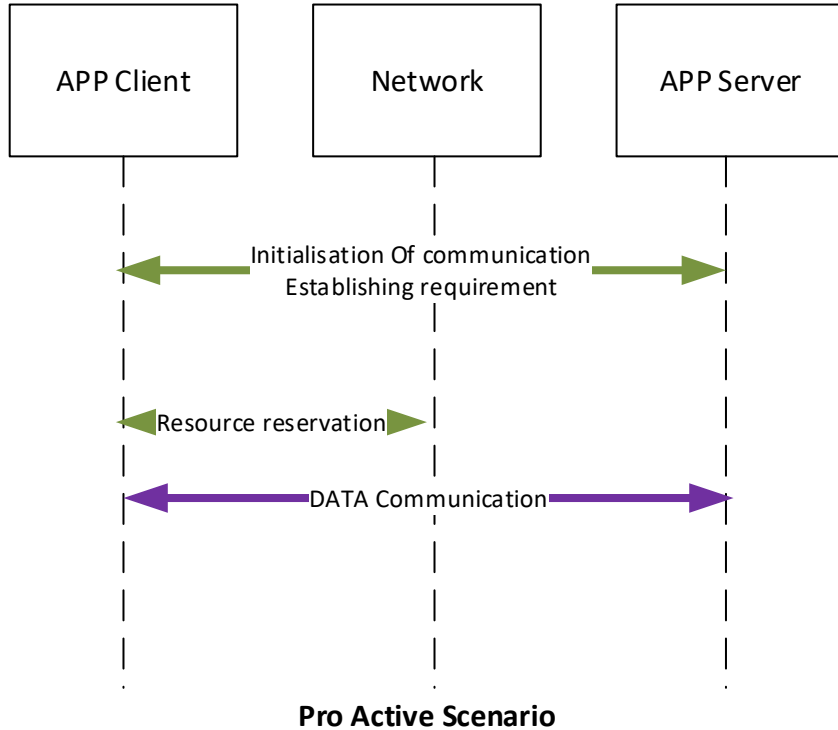 APP Client
Network
APP Server
Initialisation Of communication
Establishing requirement
Resource reservation
DATA Communication
Pro Active Scenario